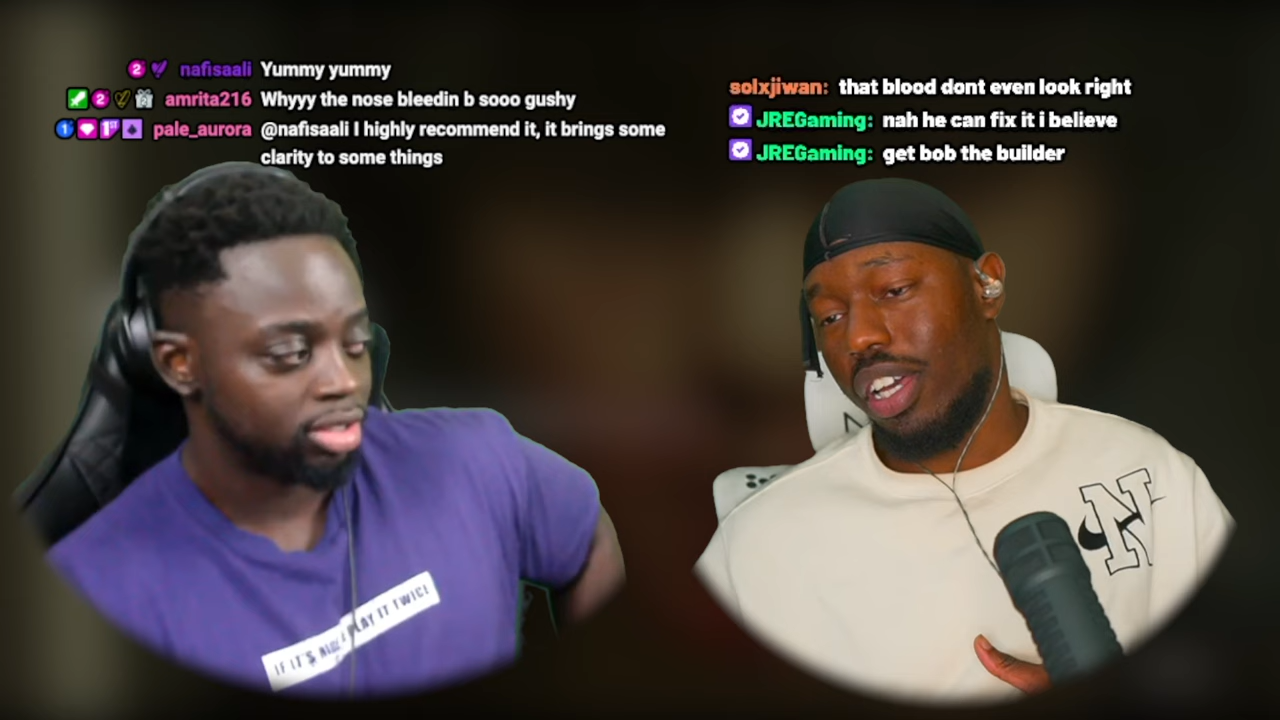 nafisaali Yummy yummy
amrita216 Whyyy the nose bleedin b sooo gushy
pale_aurora @nafisaali I highly recommend it, it brings some
clarity to some things
solxjiwan: that blood dont even look right
JREGaming: nah he can fix it i believe
JREGaming: get bob the builder
N
IF IT'S PLAY IT TWICE